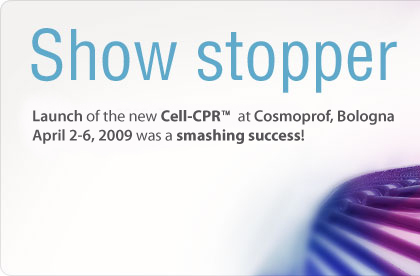 Show stopper
Launch of the new Cell-CPR™ at Cosmoprof, Bologna
April 2-6, 2009 was a smashing success!